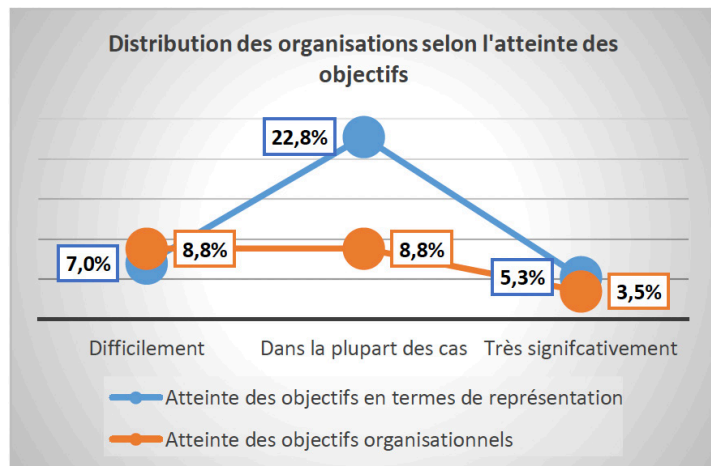 Distribution des organisations selon l'atteinte des
objectifs
22,8%
7,0%
8,8%
8,8%
5,3%
3,5%
Difficilement
Dans la plupart des cas
Très signifcativement
Atteinte des objectifs en termes de représentation
Atteinte des objectifs organisationnels